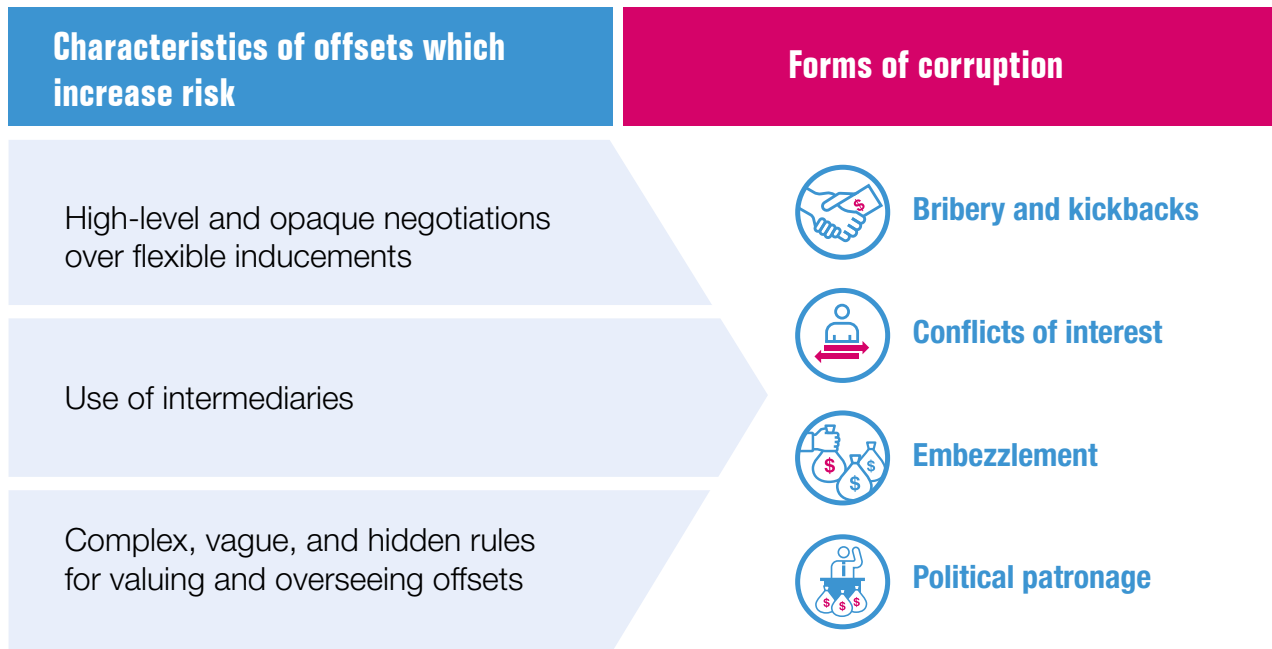 Characteristics of offsets which
increase risk
Forms of corruption
High-level and opaque negotiations
over flexible inducements
Use of intermediaries
Complex, vague, and hidden rules
for valuing and overseeing offsets
$
Bribery and kickbacks
Conflicts of interest
$ $ $
Embezzlement
$ $ $
Political patronage